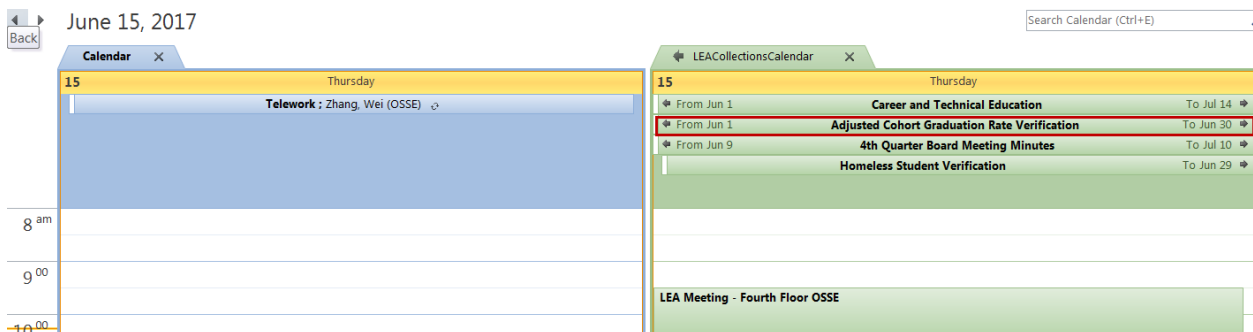 June 15, 2017
Search Calendar (Ctrl+E)
Back
Calendar
LEACollectionsCalendar
15 Thursday
15 Thursday
Telework ; Zhang, Wei (OSSE)
From Jun 1 Career and Technical Education To Jul 14
From Jun 1 Adjusted Cohort Graduation Rate Verification To Jun 30
From Jun 9 4th Quarter Board Meeting Minutes To Jul 10
Homeless Student Verification To Jun 29
8 am
9 00
LEA Meeting - Fourth Floor OSSE
10 00